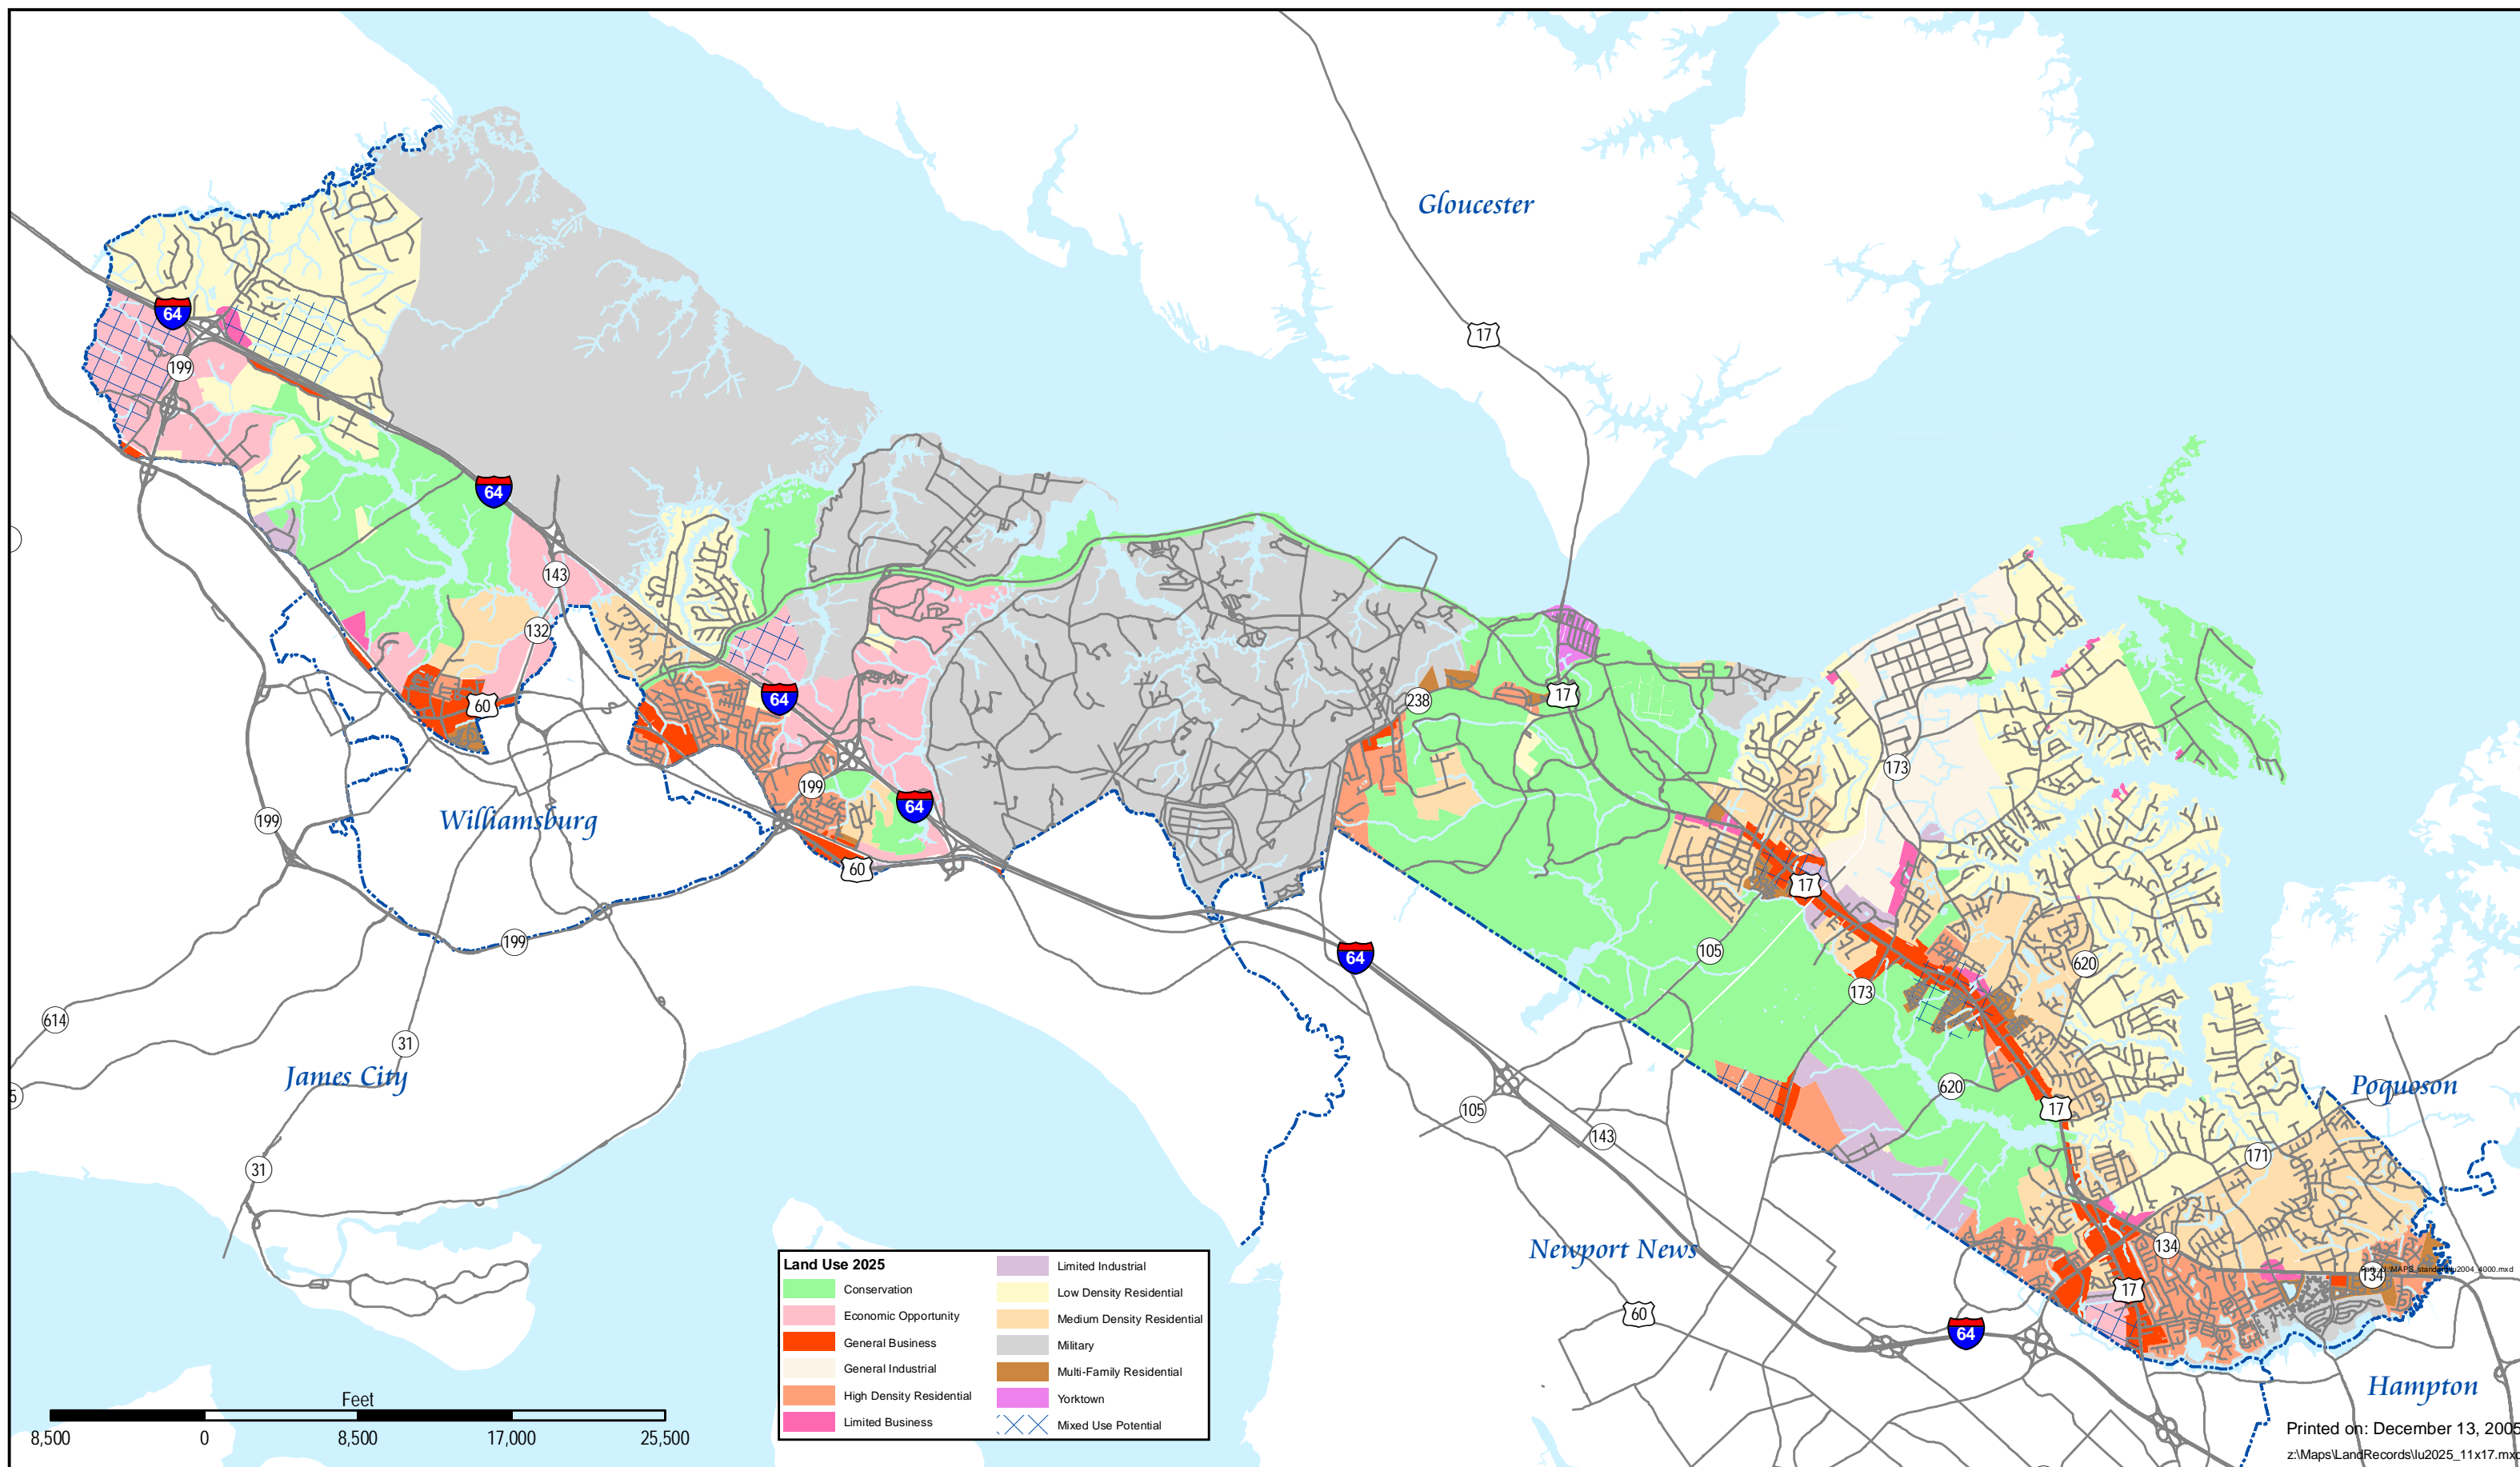 Gloucester
17
64
199
64
143
132
60
64
199
64
60
238
17
173
17
105
173
620
620
17
Williamsburg
199
199
614
31
James City
31
64
105
143
Newport News
60
64
Poquoson
171
134
134
17
Hampton
Land Use 2025
Conservation
Economic Opportunity
General Business
General Industrial
High Density Residential
Limited Business
Limited Industrial
Low Density Residential
Medium Density Residential
Military
Multi-Family Residential
Yorktown
Mixed Use Potential
Feet
8,500 0 8,500 17,000 25,500
Printed on: December 13, 2005
z:\Maps\LandRecords\lu2025_11x17.mxd